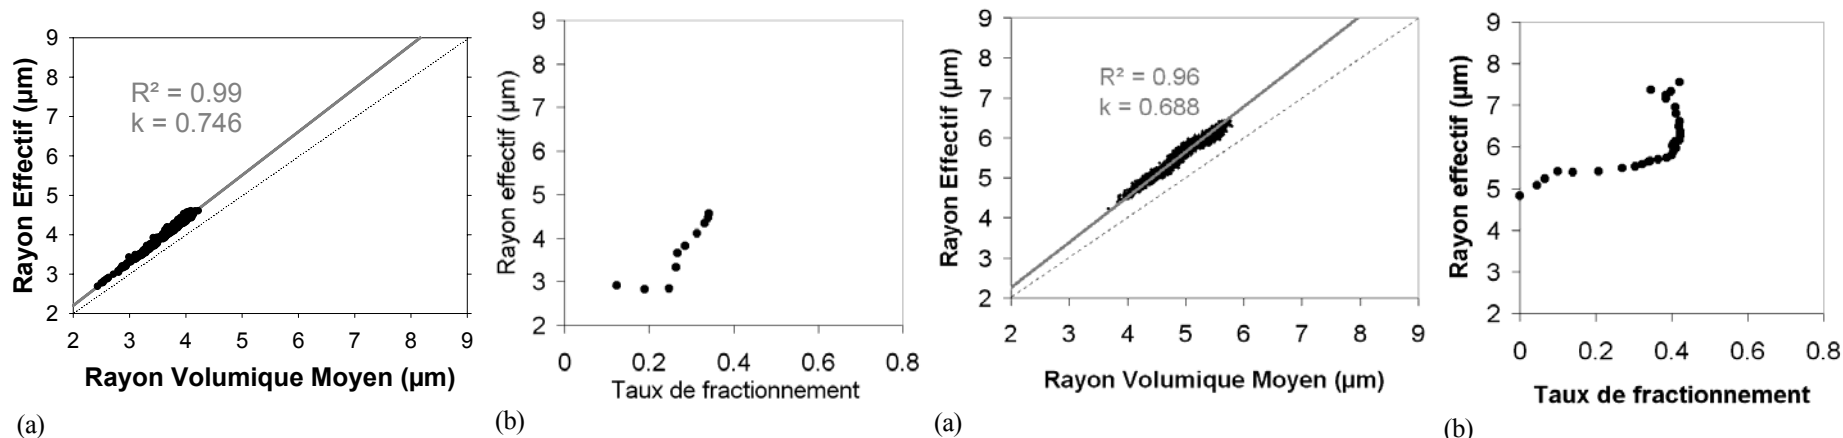 Rayon Effectif (µm)
9
8
7
6
5
4
3
2
R² = 0.99
k = 0.746
2 3 4 5 6 7 8 9
Rayon Volumique Moyen (µm)
(a)
Rayon effectif (µm)
9
8
7
6
5
4
3
2
0 0.2 0.4 0.6 0.8
Taux de fractionnement
(b)
Rayon Effectif (µm)
9
8
7
6
5
4
3
2
R² = 0.96
k = 0.688
2 3 4 5 6 7 8 9
Rayon Volumique Moyen (µm)
(a)
Rayon effectif (µm)
9
8
7
6
5
4
3
2
0 0.2 0.4 0.6 0.8
Taux de fractionnement
(b)